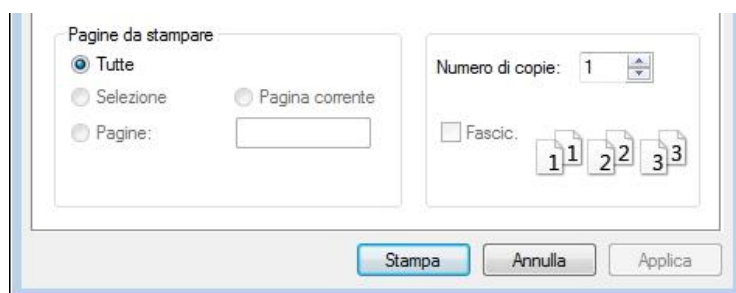 Pagine da stampare
Tutte
Selezione
Pagina corrente
Pagine:
Numero di copie: 1
Fascic.
1 1 2 2 3 3
Stampa Annulla Applica